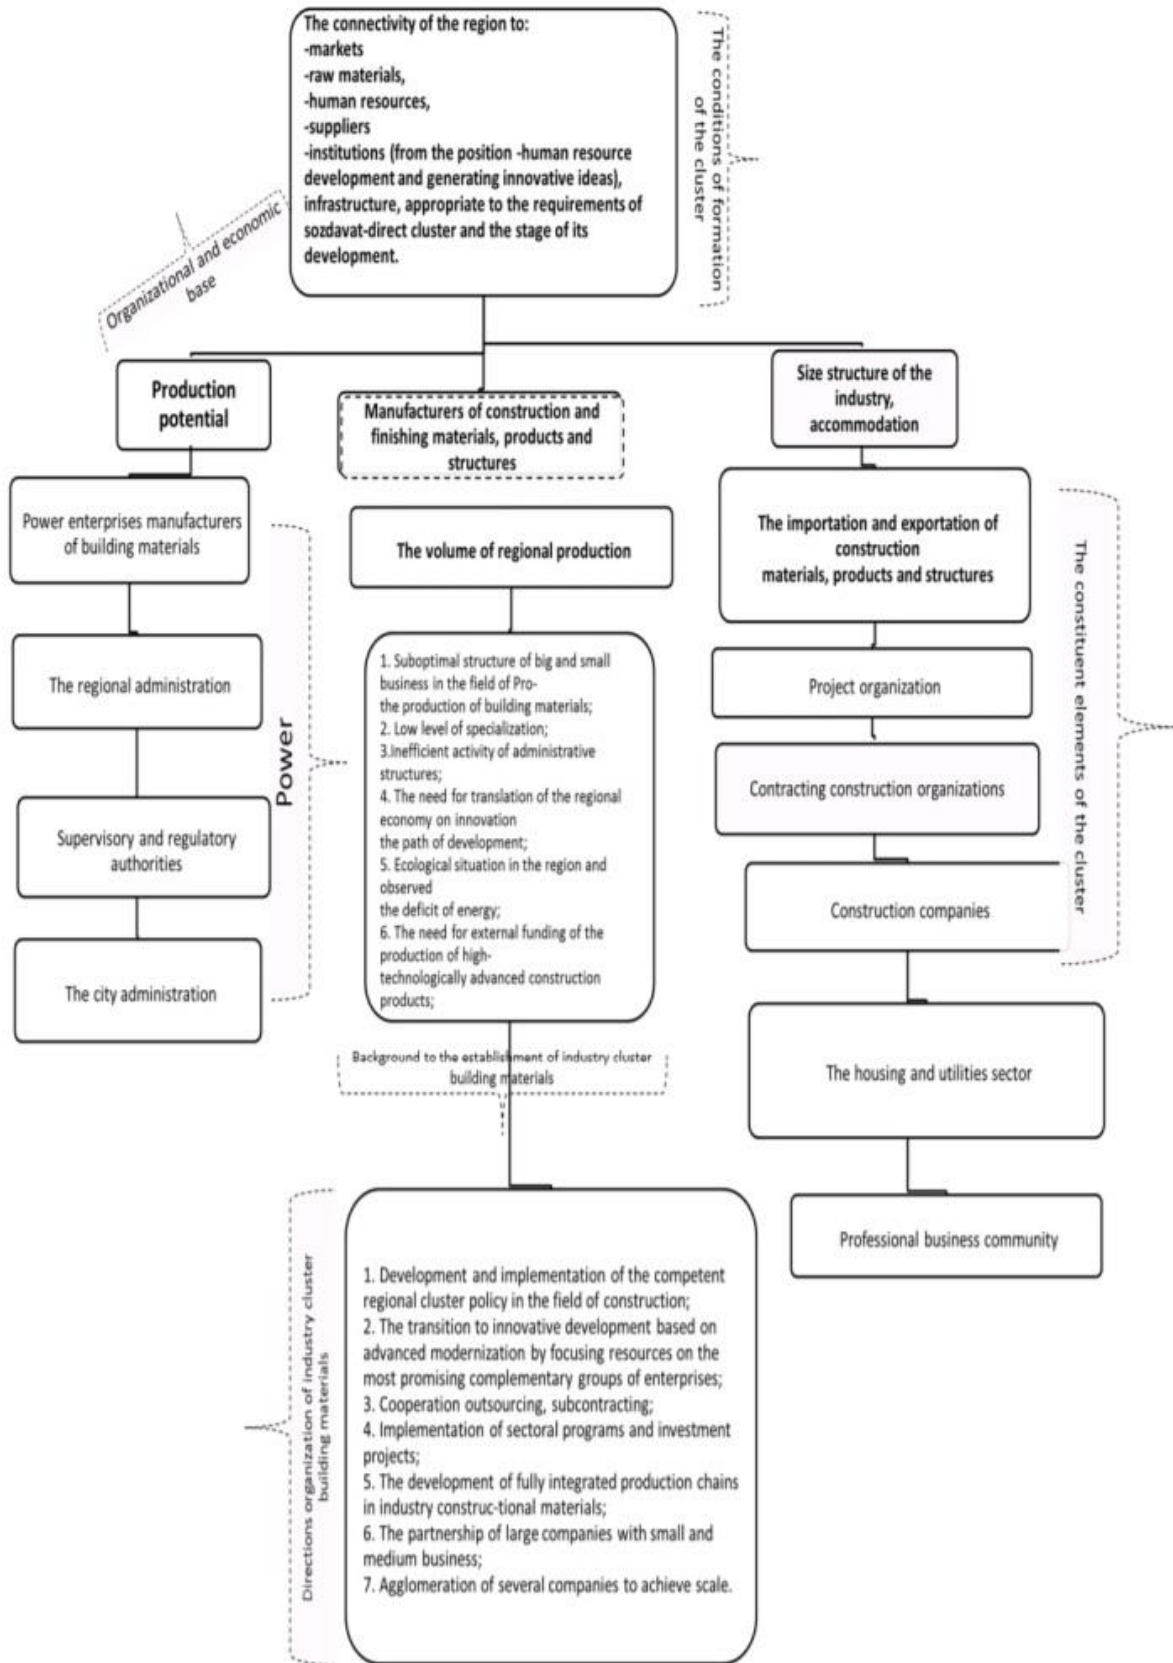 The connectivity of the region to:
-markets
-raw materials,
-human resources,
-suppliers
-institutions (from the position -human resource
development and generating innovative ideas),
infrastructure, appropriate to the requirements of
sozdavat-direct cluster and the stage of its
development.
The conditions of formation
of the cluster
Organizational and economic
base
Production
potential
Manufacturers of construction and
finishing materials, products and
structures
Size structure of the
industry,
accommodation
Power enterprises manufacturers
of building materials
The regional administration
Supervisory and regulatory
authorities
The city administration
Power
The volume of regional production
1. Suboptimal structure of big and small
business in the field of Pro-
the production of building materials;
2. Low level of specialization;
3.Inefficient activity of administrative
structures;
4. The need for translation of the regional
economy on innovation
the path of development;
5. Ecological situation in the region and
observed
the deficit of energy;
6. The need for external funding of the
production of high-
technologically advanced construction
products;
Background to the establishment of industry cluster
building materials
The importation and exportation of
construction
materials, products and structures
Project organization
Contracting construction organizations
Construction companies
The constituent elements of the cluster
The housing and utilities sector
Professional business community
Directions organization of industry cluster
building materials
1. Development and implementation of the competent
regional cluster policy in the field of construction;
2. The transition to innovative development based on
advanced modernization by focusing resources on the
most promising complementary groups of enterprises;
3. Cooperation outsourcing, subcontracting;
4. Implementation of sectoral programs and investment
projects;
5. The development of fully integrated production chains
in industry construc-tional materials;
6. The partnership of large companies with small and
medium business;
7. Agglomeration of several companies to achieve scale.